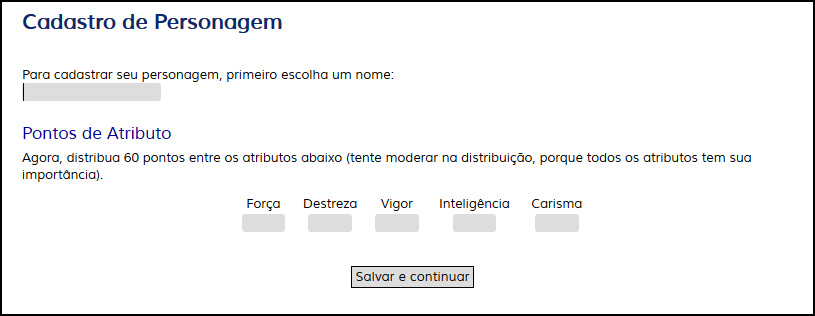 Cadastro de Personagem
Para cadastrar seu personagem, primeiro escolha um nome:
Pontos de Atributo
Agora, distribua 60 pontos entre os atributos abaixo (tente moderar na distribuição, porque todos os atributos tem sua
importância).
Força Destreza Vigor Inteligência Carisma
Salvar e continuar